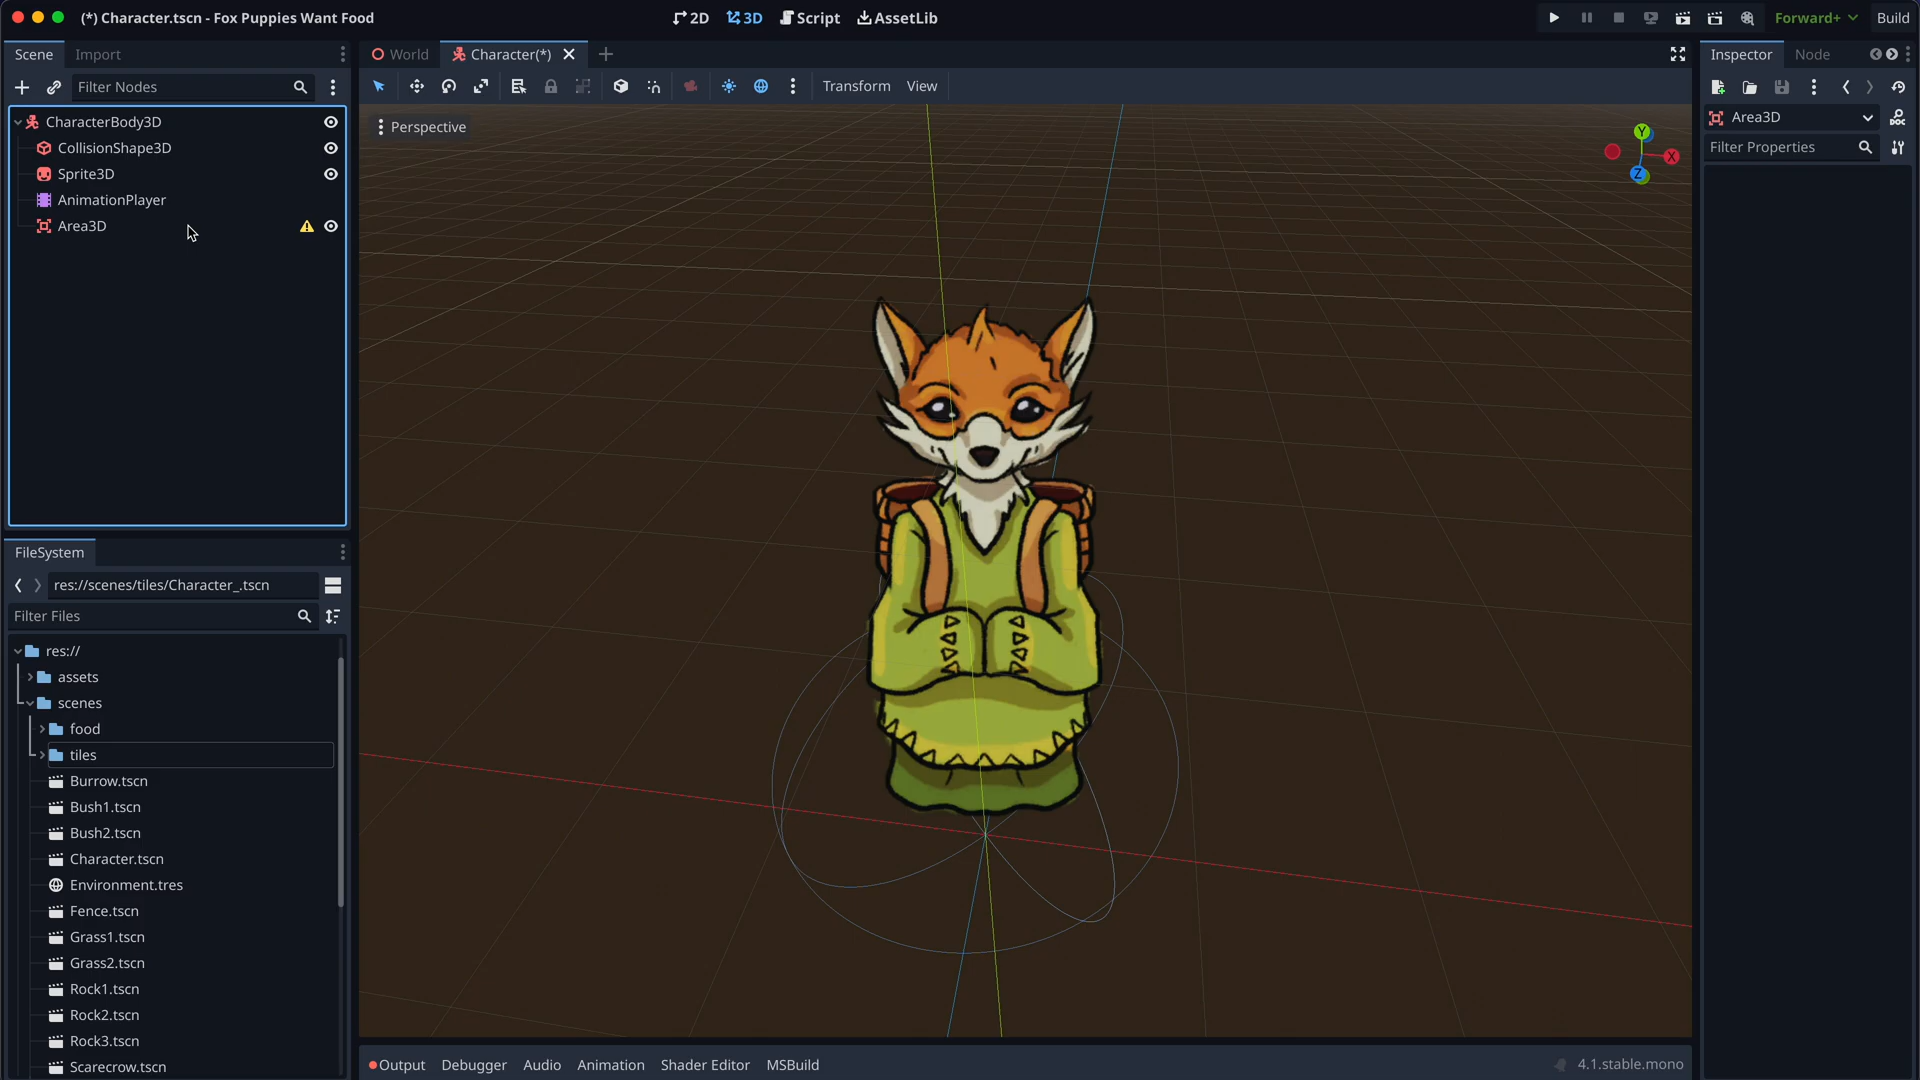 (*) Character.tscn - Fox Puppies Want Food
2D 3D Script AssetLib
Forward+ Build
Scene Import
World Character(*)
Inspector Node
Filter Nodes
Transform View
CharacterBody3D
CollisionShape3D
Sprite3D
AnimationPlayer
Area3D
Perspective
Y
X
Z
Area3D
Filter Properties
FileSystem
res://scenes/tiles/Character_.tscn
Filter Files
res://
assets
scenes
food
tiles
Burrow.tscn
Bush1.tscn
Bush2.tscn
Character.tscn
Environment.tres
Fence.tscn
Grass1.tscn
Grass2.tscn
Rock1.tscn
Rock2.tscn
Rock3.tscn
Scarecrow.tscn
Output Debugger Audio Animation Shader Editor MSBuild
4.1.stable.mono